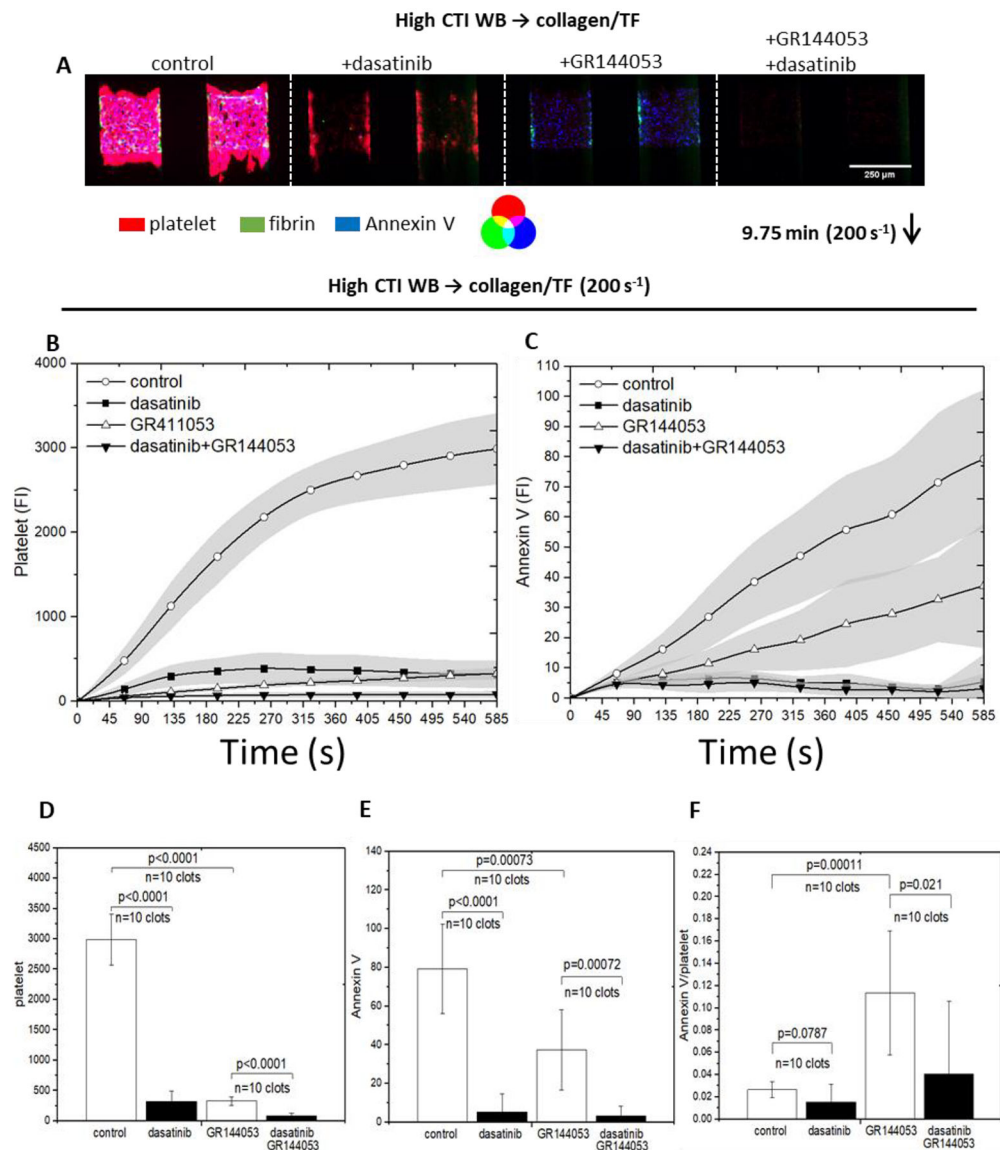 High CTI WB → collagen/TF
A
control
+dasatinib
+GR144053
+GR144053
+dasatinib
250 µm
platelet
fibrin
Annexin V
9.75 min (200 s-1)
High CTI WB → collagen/TF (200 s-1)
B
Platelet (FI)
4000
3000
2000
1000
0
control
dasatinib
GR411053
dasatinib+GR144053
0 45 90 135 180 225 270 315 360 405 450 495 540 585
Time (s)
C
Annexin V (FI)
110
100
90
80
70
60
50
40
30
20
10
0
control
dasatinib
GR144053
dasatinib+GR144053
0 45 90 135 180 225 270 315 360 405 450 495 540 585
Time (s)
D
platelet
4500
4000
3500
3000
2500
2000
1500
1000
500
0
p<0.0001
n=10 clots
p<0.0001
n=10 clots
p<0.0001
n=10 clots
control
dasatinib
GR144053
dasatinib
GR144053
E
Annexin V
140
120
100
80
60
40
20
0
p=0.00073
n=10 clots
p<0.0001
n=10 clots
p=0.00072
n=10 clots
control
dasatinib
GR144053
dasatinib
GR144053
F
Annexin V/platelet
0.24
0.22
0.20
0.18
0.16
0.14
0.12
0.10
0.08
0.06
0.04
0.02
0.00
p=0.00011
n=10 clots
p=0.021
n=10 clots
p=0.0787
n=10 clots
control
dasatinib
GR144053
dasatinib
GR144053